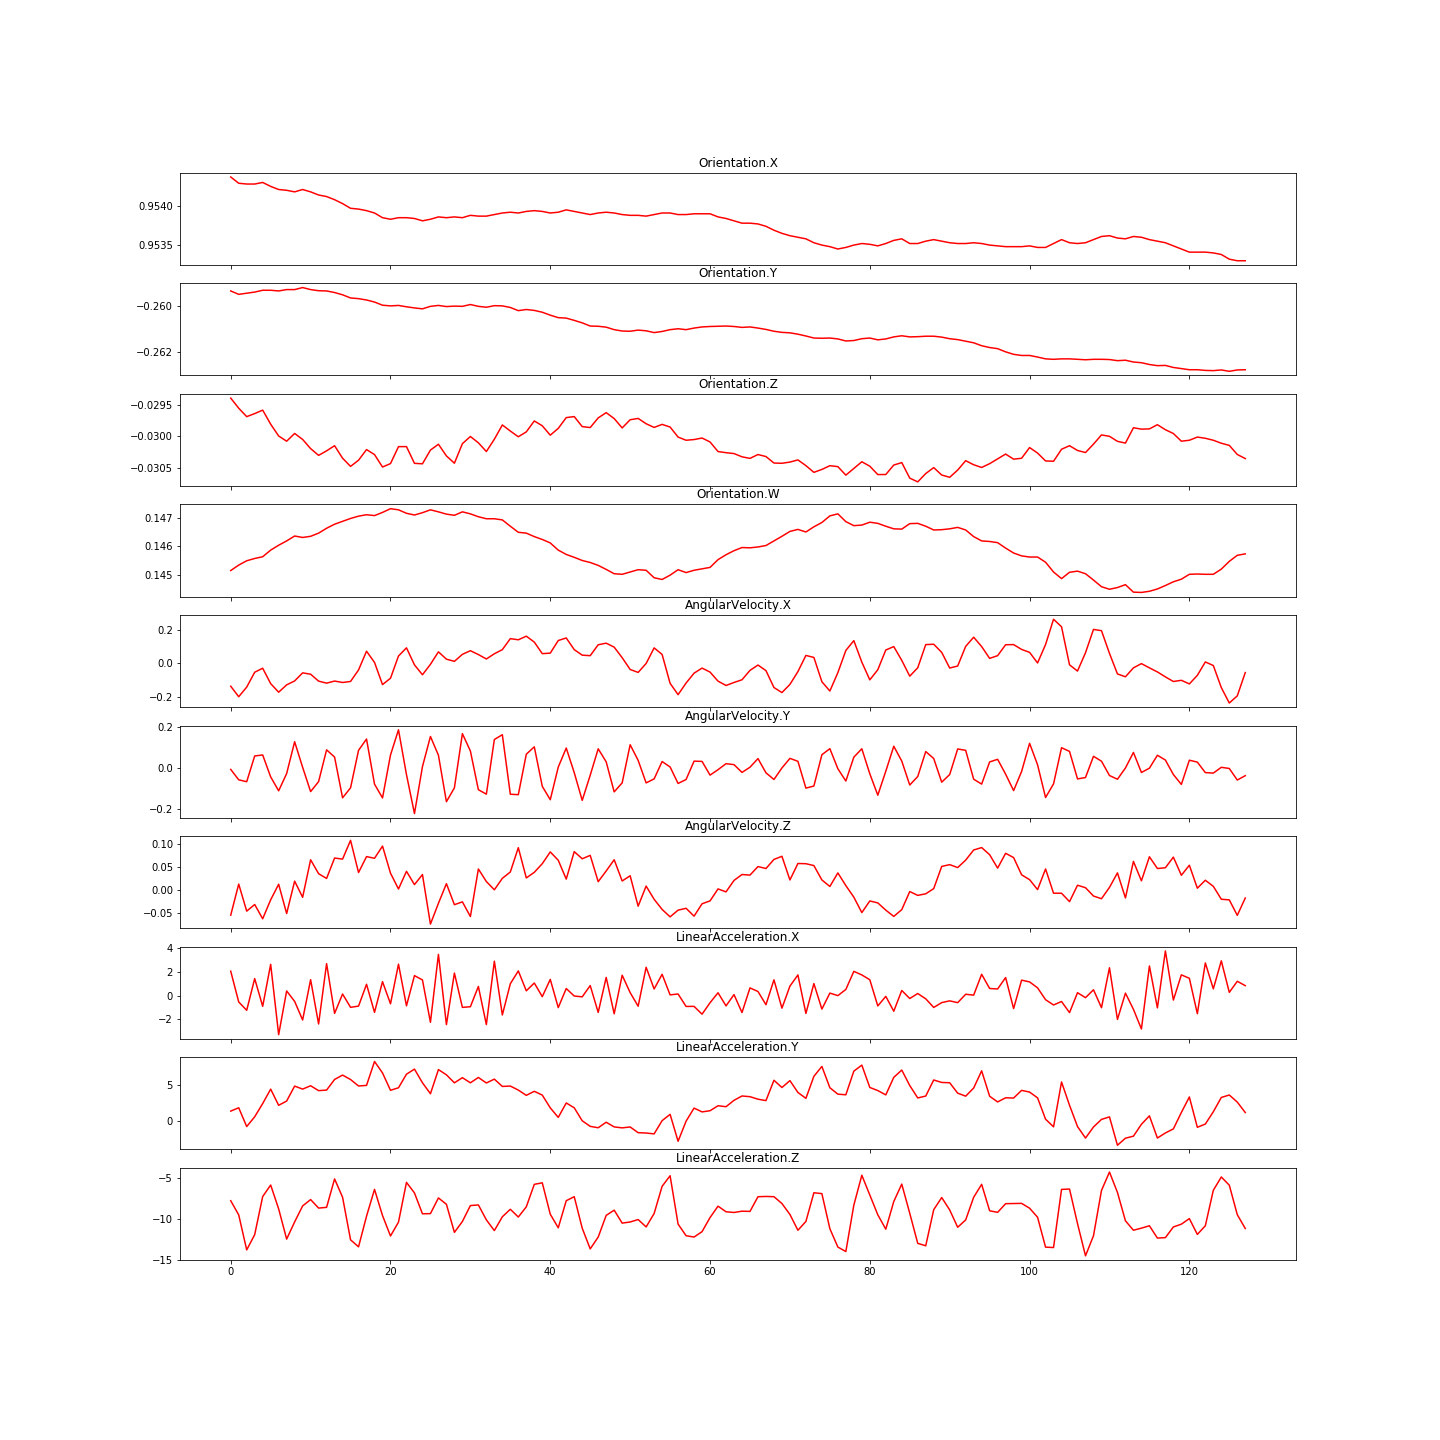 Orientation.X
0.9540
0.9535
Orientation.Y
−0.260
−0.262
Orientation.Z
−0.0295
−0.0300
−0.0305
Orientation.W
0.147
0.146
0.145
AngularVelocity.X
0.2
0.0
−0.2
AngularVelocity.Y
0.2
0.0
−0.2
AngularVelocity.Z
0.10
0.05
0.00
−0.05
LinearAcceleration.X
4
2
0
−2
LinearAcceleration.Y
5
0
LinearAcceleration.Z
−5
−10
−15
0 20 40 60 80 100 120